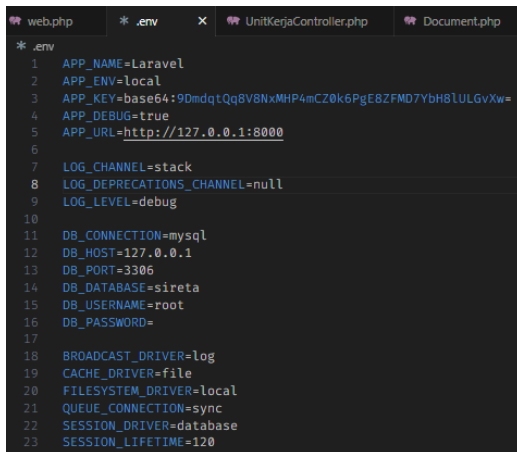 web.php .env X UnitKerjaController.php Document.php
.env
1 APP_NAME=Laravel
2 APP_ENV=local
3 APP_KEY=base64:9DmdqtQq8V8NxMHP4mCZ0k6PgE8ZFMD7YbH8lULGvXw=
4 APP_DEBUG=true
5 APP_URL=http://127.0.0.1:8000
6
7 LOG_CHANNEL=stack
8 LOG_DEPRECATIONS_CHANNEL=null
9 LOG_LEVEL=debug
10
11 DB_CONNECTION=mysql
12 DB_HOST=127.0.0.1
13 DB_PORT=3306
14 DB_DATABASE=sireta
15 DB_USERNAME=root
16 DB_PASSWORD=
17
18 BROADCAST_DRIVER=log
19 CACHE_DRIVER=file
20 FILESYSTEM_DRIVER=local
21 QUEUE_CONNECTION=sync
22 SESSION_DRIVER=database
23 SESSION_LIFETIME=120